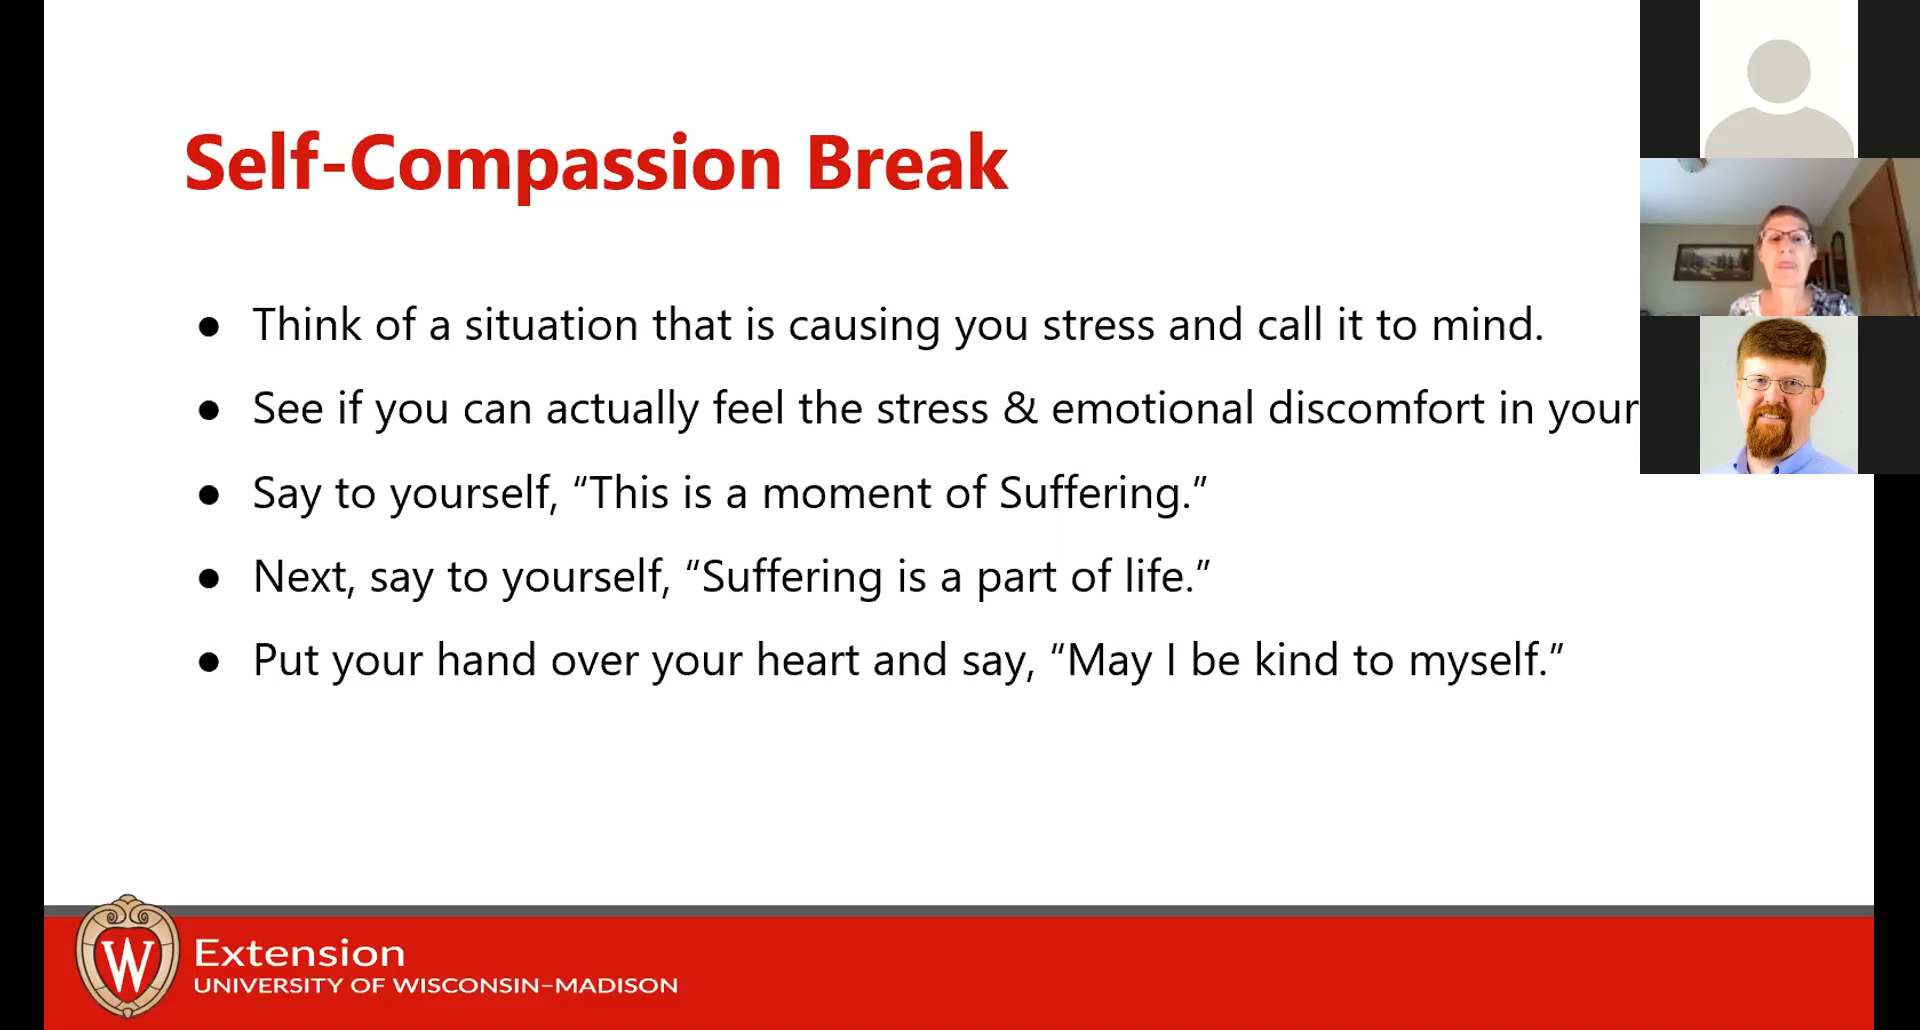 Self-Compassion Break
● Think of a situation that is causing you stress and call it to mind.
● See if you can actually feel the stress & emotional discomfort in your
● Say to yourself, “This is a moment of Suffering.”
● Next, say to yourself, “Suffering is a part of life.”
● Put your hand over your heart and say, “May I be kind to myself.”
W
Extension
UNIVERSITY OF WISCONSIN–MADISON